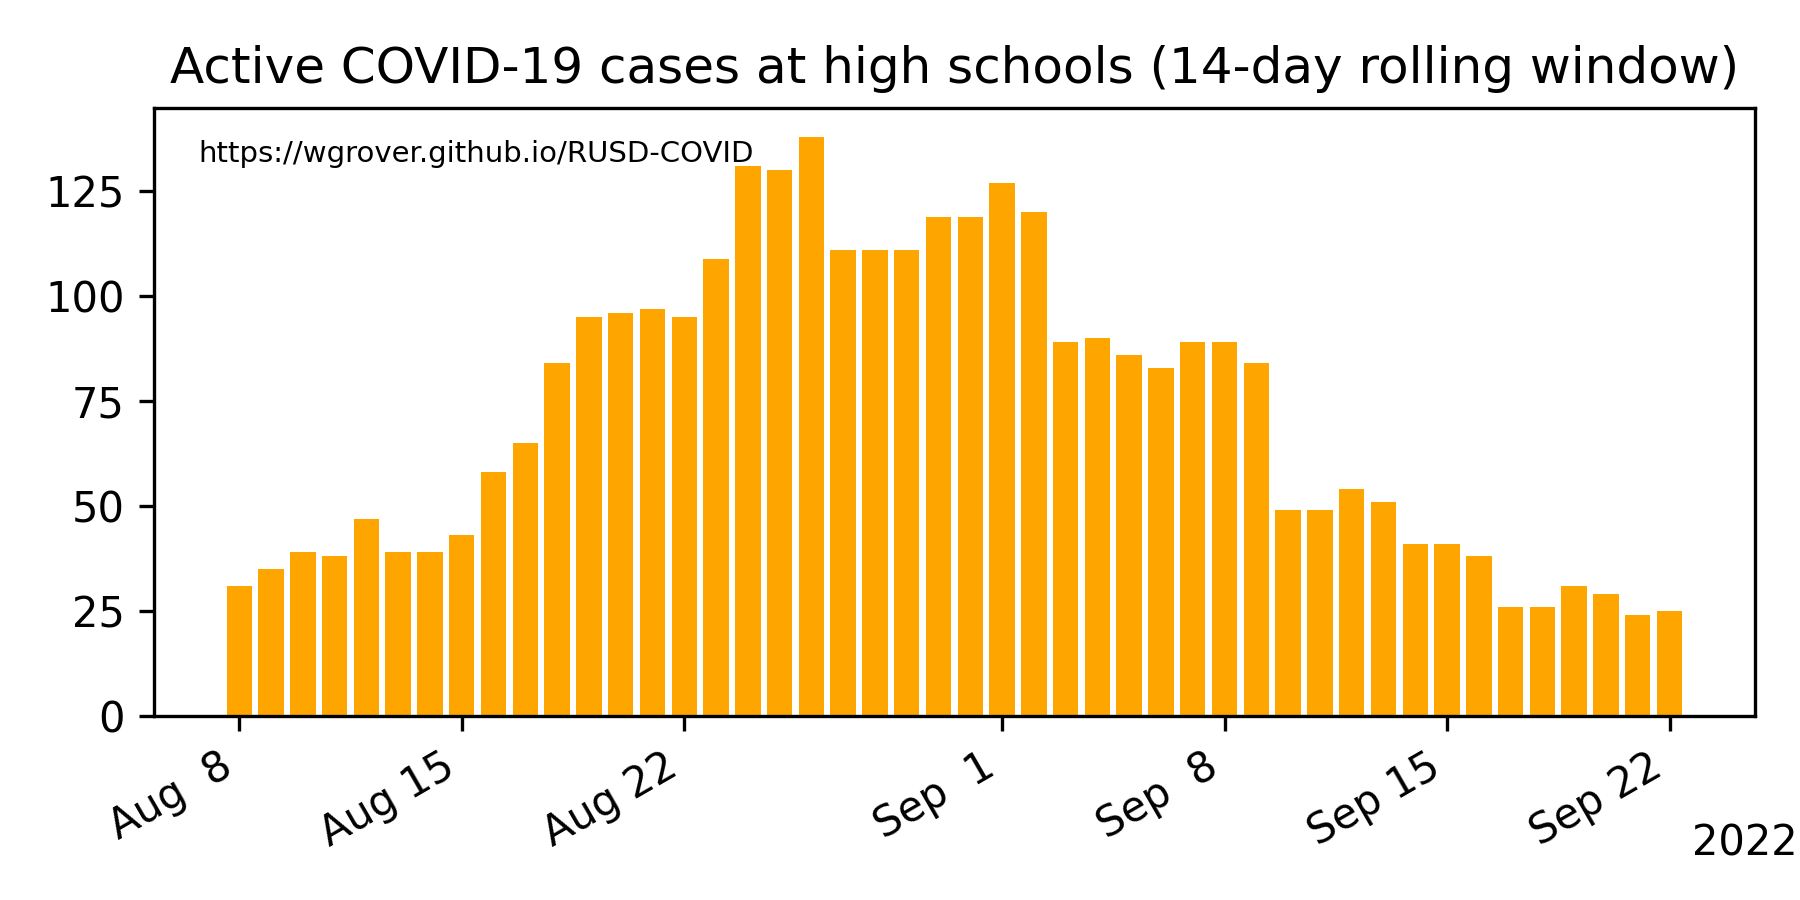 Active COVID-19 cases at high schools (14-day rolling window)
https://wgrover.github.io/RUSD-COVID
125
100
75
50
25
0
Aug 8
Aug 15
Aug 22
Sep 1
Sep 8
Sep 15
Sep 22
2022